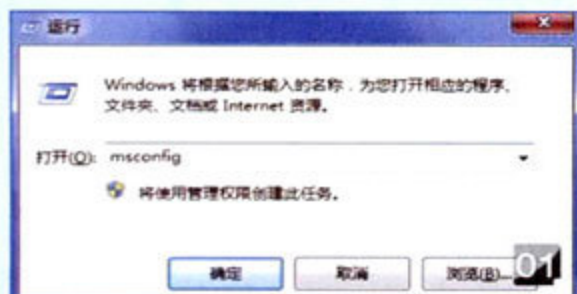 运行
Windows 将根据您所输入的名称，为您打开相应的程序、
文件夹、文档或 Internet 资源。
打开(O): msconfig
将使用管理权限创建此任务。
确定 取消 浏览(B)...
01